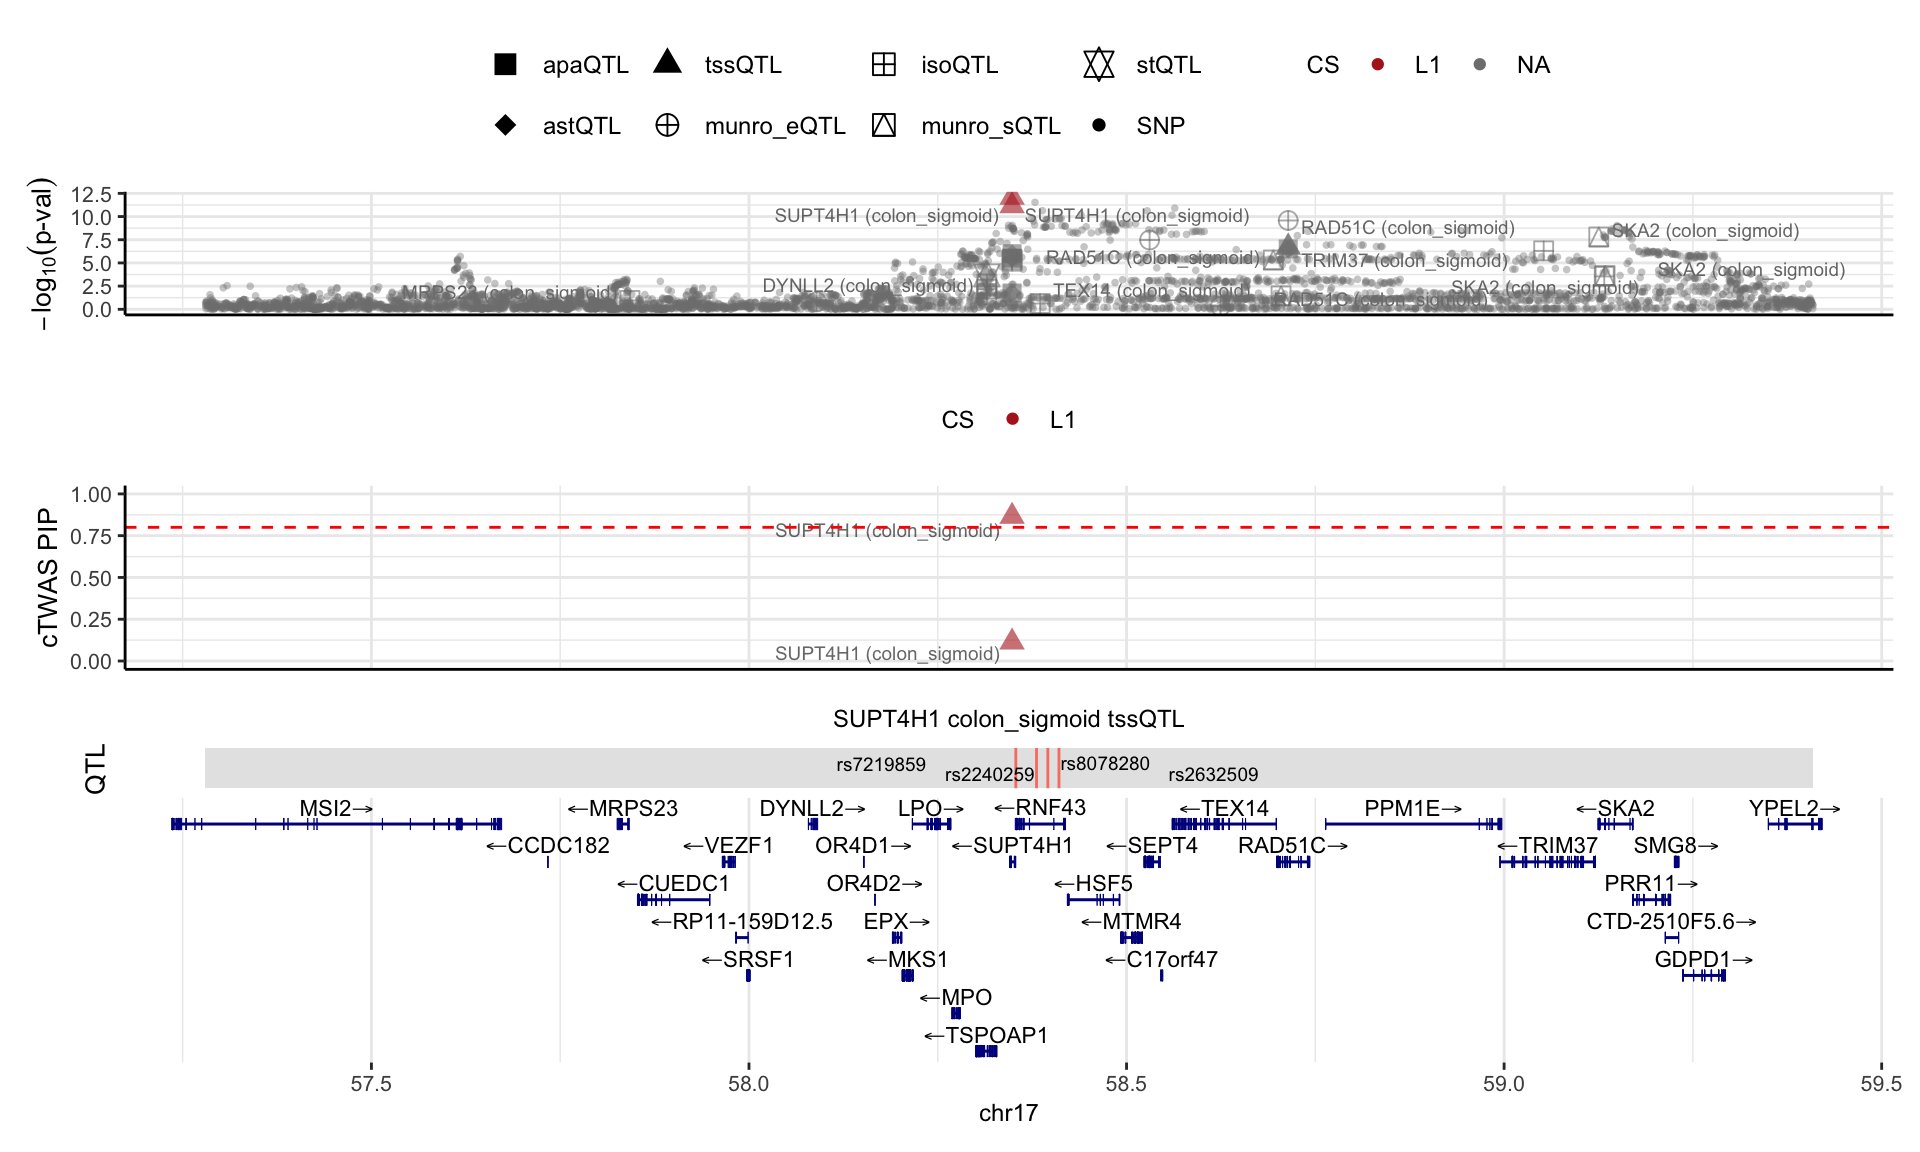 apaQTL tssQTL isoQTL stQTL CS L1 NA
astQTL munro_eQTL munro_sQTL SNP
−log10(p-val)
12.5
10.0
7.5
5.0
2.5
0.0
SUPT4H1 (colon_sigmoid) SUPT4H1 (colon_sigmoid)
RAD51C (colon_sigmoid) SKA2 (colon_sigmoid)
RAD51C (colon_sigmoid) TRIM37 (colon_sigmoid) SKA2 (colon_sigmoid)
DYNLL2 (colon_sigmoid) TEX14 (colon_sigmoid) SKA2 (colon_sigmoid)
MRPS23 (colon_sigmoid) RAD51C (colon_sigmoid)
CS L1
cTWAS PIP
1.00
0.75
0.50
0.25
0.00
SUPT4H1 (colon_sigmoid)
SUPT4H1 (colon_sigmoid)
SUPT4H1 colon_sigmoid tssQTL
QTL
rs7219859 rs2240259 rs8078280 rs2632509
MSI2→ ←MRPS23 DYNLL2→ LPO→ ←RNF43 ←TEX14 PPM1E→ ←SKA2 YPEL2→
←CCDC182 ←VEZF1 OR4D1→ ←SUPT4H1 ←SEPT4 RAD51C→ ←TRIM37 SMG8→
←CUEDC1 OR4D2→ ←HSF5 PRR11→
←RP11-159D12.5 EPX→ ←MTMR4 CTD-2510F5.6→
←SRSF1 ←MKS1 ←C17orf47 GDPD1→
←MPO
←TSPOAP1
57.5 58.0 58.5 59.0 59.5
chr17